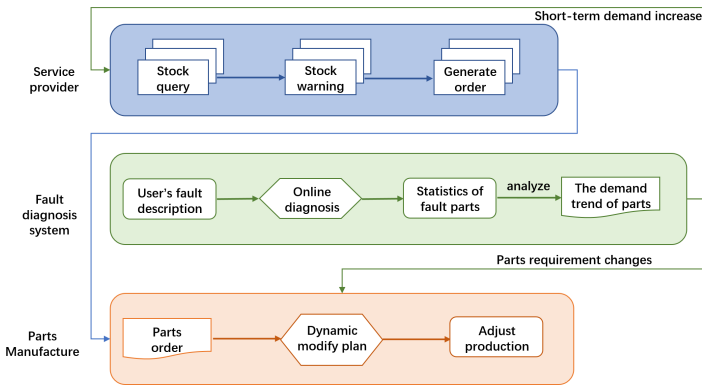 Short-term demand increase
Service
provider
Stock
query
Stock
warning
Generate
order
Fault
diagnosis
system
User's fault
description
Online
diagnosis
Statistics of
fault parts
analyze
The demand
trend of parts
Parts requirement changes
Parts
Manufacture
Parts
order
Dynamic
modify plan
Adjust
production